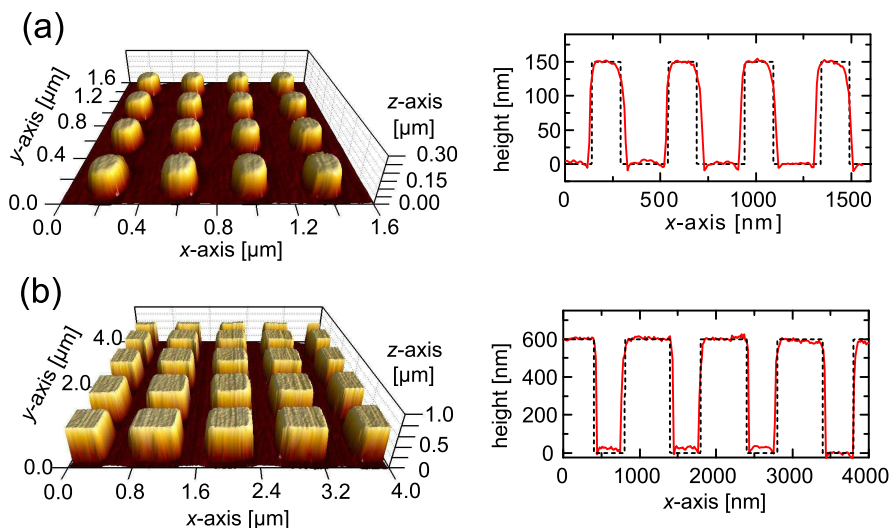 (a)
y-axis [μm]
1.6
1.2
0.8
0.4
0.0
0.0 0.4 0.8 1.2 1.6
x-axis [μm]
z-axis
[μm]
0.30
0.15
0.00
height [nm]
150
100
50
0
0 500 1000 1500
x-axis [nm]
(b)
y-axis [μm]
4.0
2.0
0.0
0.0 0.8 1.6 2.4 3.2 4.0
x-axis [μm]
z-axis
[μm]
1.0
0.5
0
height [nm]
600
400
200
0
0 1000 2000 3000 4000
x-axis [nm]